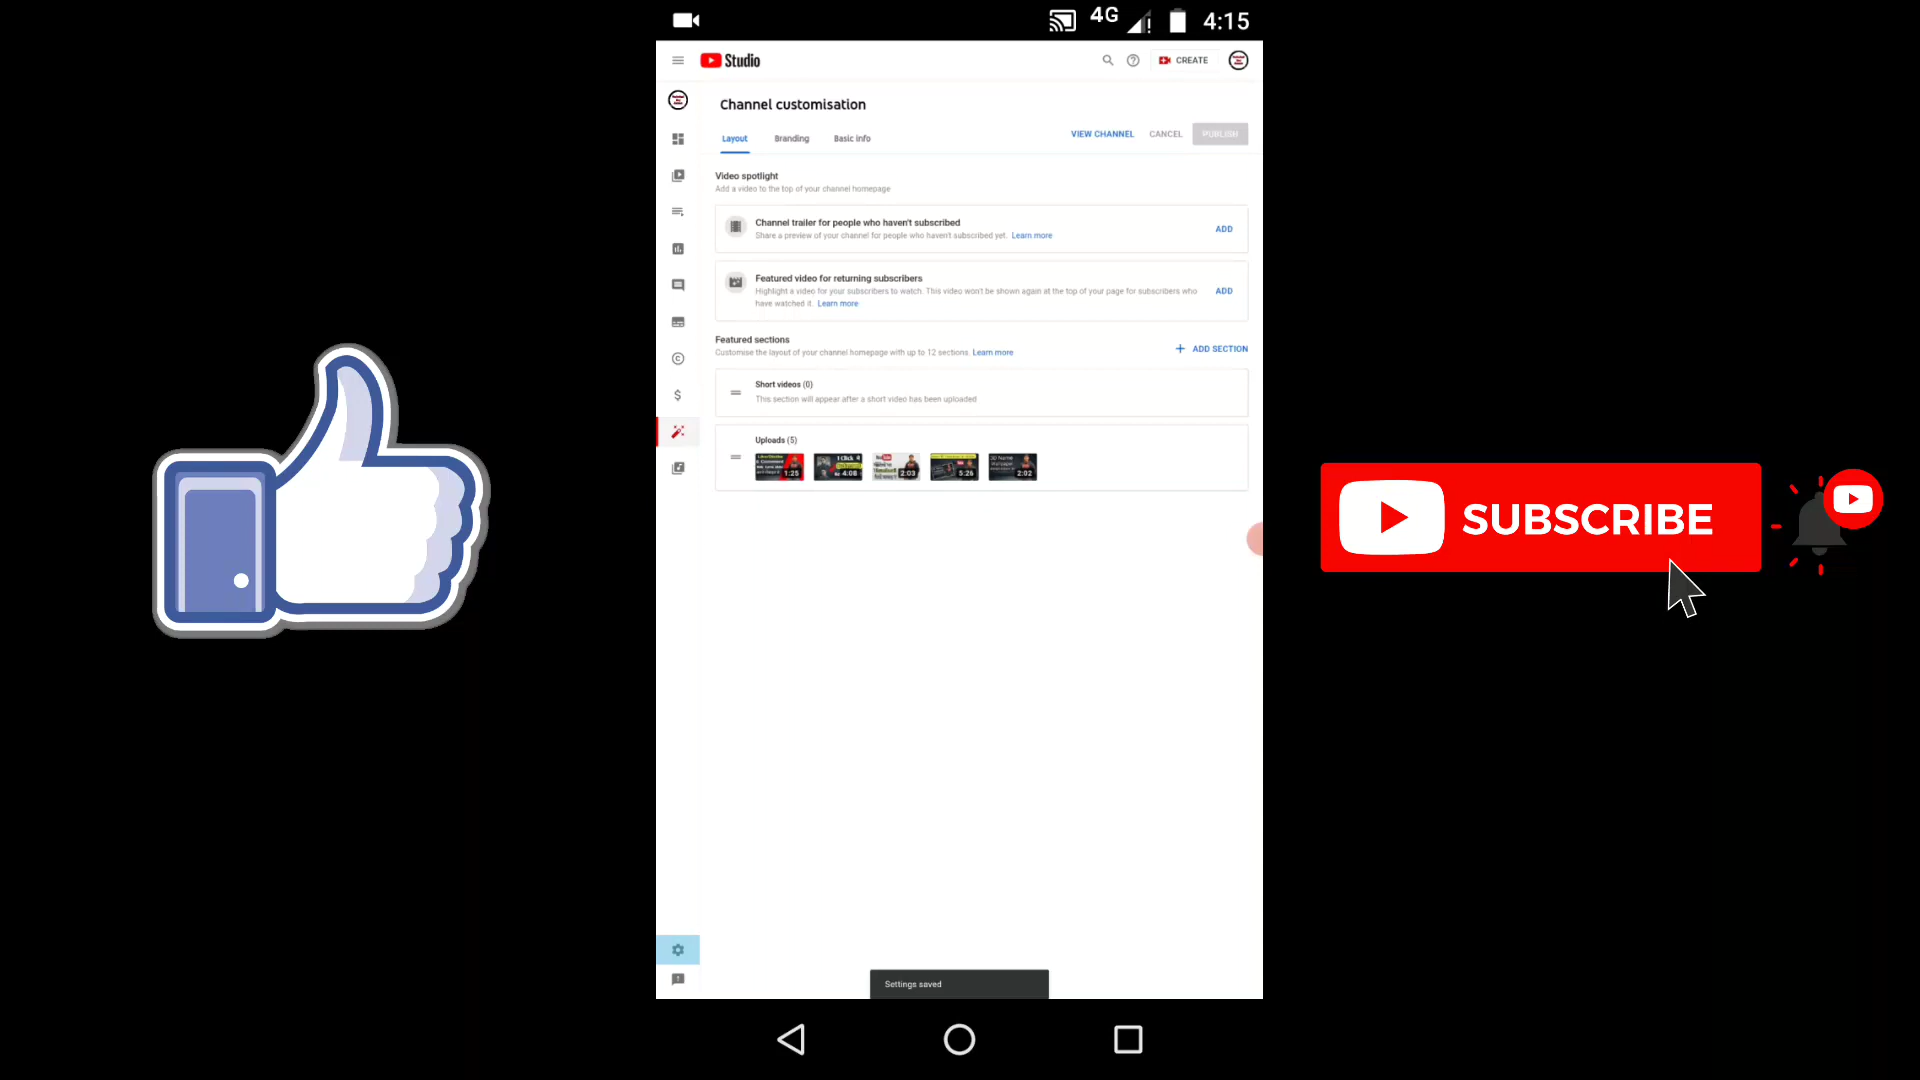 4G
4:15
Studio
CREATE
Channel customisation
Layout
Branding
Basic info
VIEW CHANNEL
CANCEL
PUBLISH
Video spotlight
Add a video to the top of your channel homepage
Channel trailer for people who haven't subscribed
Share a preview of your channel for people who haven't subscribed yet. Learn more
ADD
Featured video for returning subscribers
Highlight a video for your subscribers to watch. This video won't be shown again at the top of your page for subscribers who
have watched it. Learn more
ADD
Featured sections
Customise the layout of your channel homepage with up to 12 sections. Learn more
ADD SECTION
Short videos (0)
This section will appear after a short video has been uploaded
Uploads (5)
1:25
1 Click
4:08
2:03
5:26
3D Name
2:02
SUBSCRIBE
Settings saved